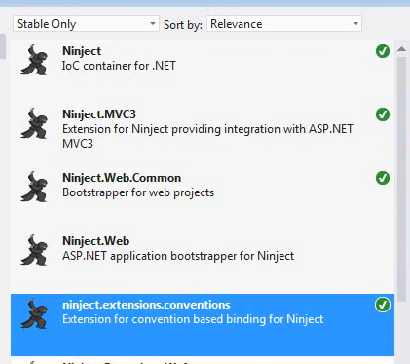 Stable Only Sort by: Relevance
Ninject
IoC container for .NET
Ninject.MVC3
Extension for Ninject providing integration with ASP.NET
MVC3
Ninject.Web.Common
Bootstrapper for web projects
Ninject.Web
ASP.NET application bootstrapper for Ninject
ninject.extensions.conventions
Extension for convention based binding for Ninject